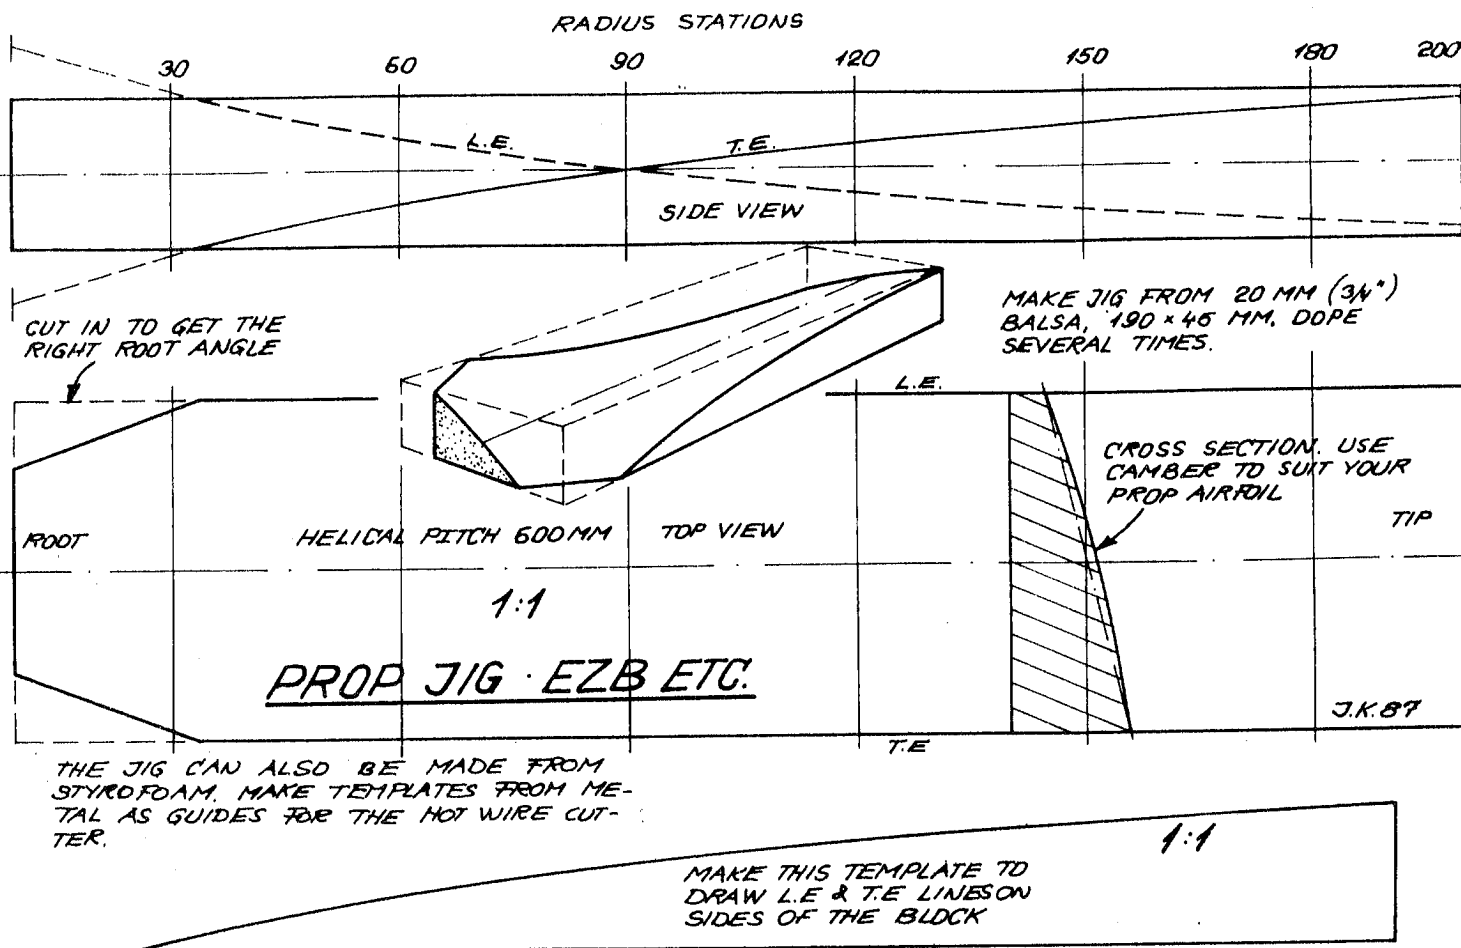 RADIUS STATIONS
30 60 90 120 150 180 200
L.E. T.E.
SIDE VIEW
CUT IN TO GET THE
RIGHT ROOT ANGLE
MAKE JIG FROM 20 MM (3/4")
BALSA, 190 × 45 MM. DOPE
SEVERAL TIMES.
L.E.
CROSS SECTION. USE
CAMBER TO SUIT YOUR
PROP AIRFOIL
ROOT
HELICAL PITCH 600MM TOP VIEW
TIP
1:1
PROP JIG · EZB ETC.
J.K.87
T.E
THE JIG CAN ALSO BE MADE FROM
STYROFOAM. MAKE TEMPLATES FROM ME-
TAL AS GUIDES FOR THE HOT WIRE CUT-
TER.
1:1
MAKE THIS TEMPLATE TO
DRAW L.E & T.E LINES ON
SIDES OF THE BLOCK